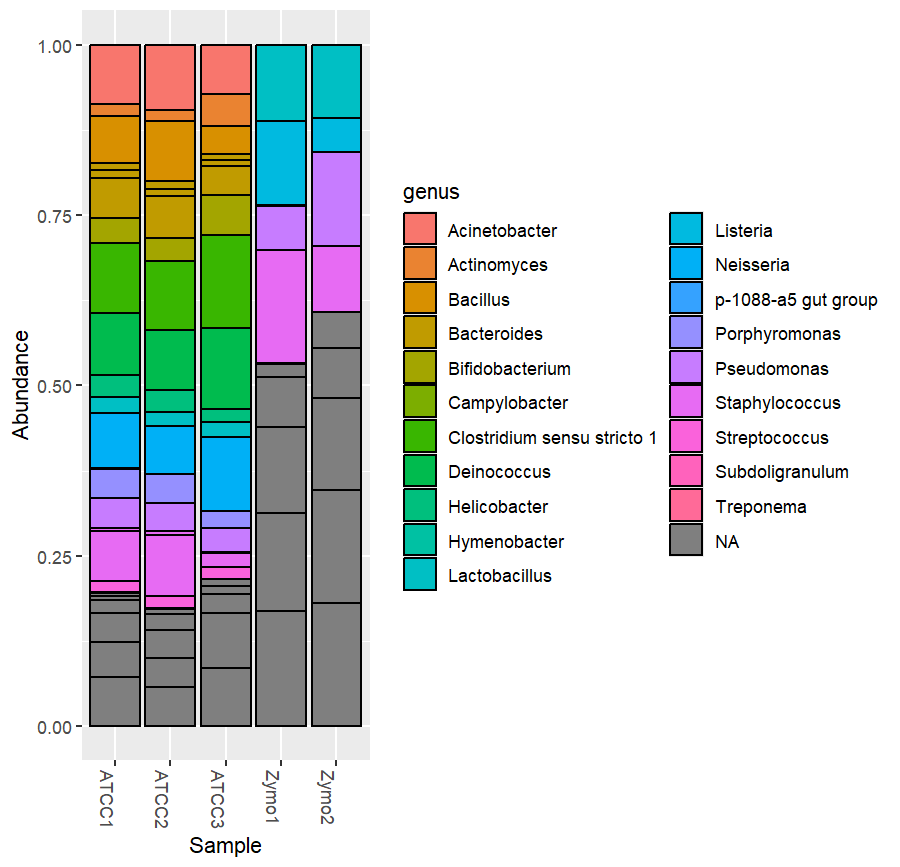 1.00
0.75
0.50
0.25
0.00
Abundance
ATCC1
ATCC2
ATCC3
Zymo1
Zymo2
Sample
genus
Acinetobacter
Actinomyces
Bacillus
Bacteroides
Bifidobacterium
Campylobacter
Clostridium sensu stricto 1
Deinococcus
Helicobacter
Hymenobacter
Lactobacillus
Listeria
Neisseria
p-1088-a5 gut group
Porphyromonas
Pseudomonas
Staphylococcus
Streptococcus
Subdoligranulum
Treponema
NA